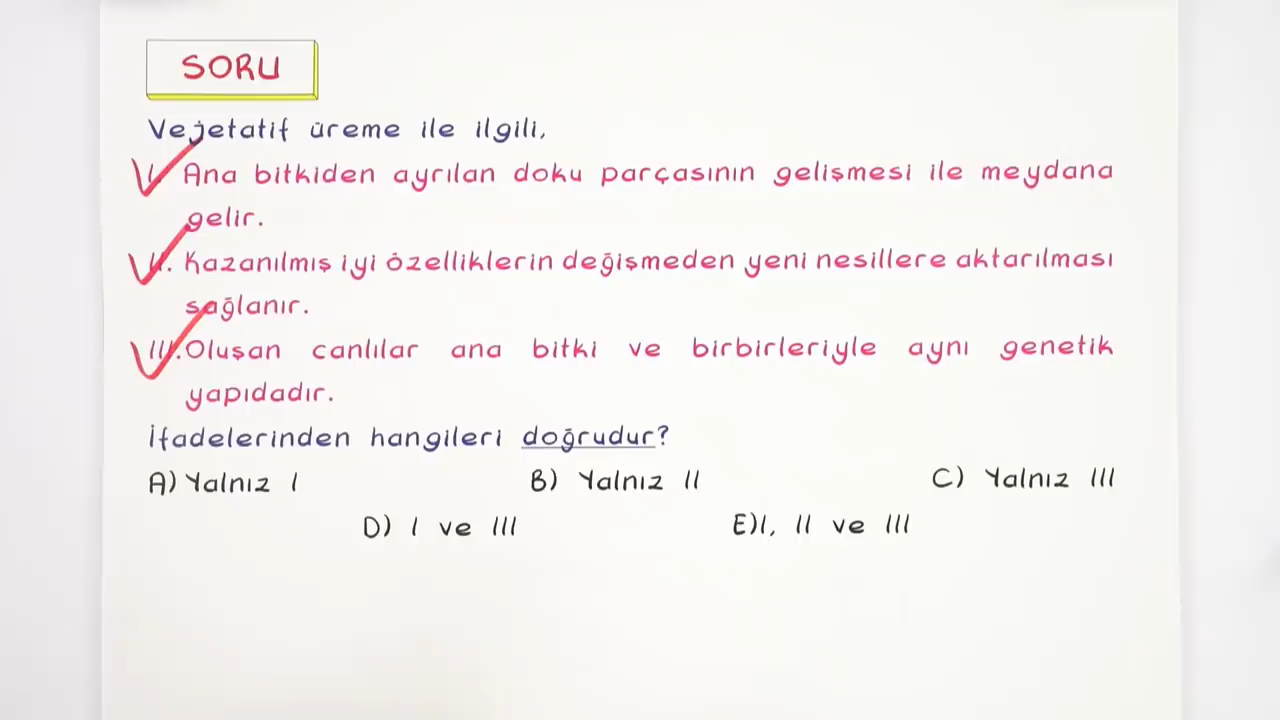 SORU
Vejetatif üreme ile ilgili,
I. Ana bitkiden ayrılan doku parçasının gelişmesi ile meydana
gelir.
II. Kazanılmış iyi özelliklerin değişmeden yeni nesillere aktarılması
sağlanır.
III. Oluşan canlılar ana bitki ve birbirleriyle aynı genetik
yapıdadır.
İfadelerinden hangileri doğrudur?
A) Yalnız I B) Yalnız II C) Yalnız III
D) I ve III E) I, II ve III